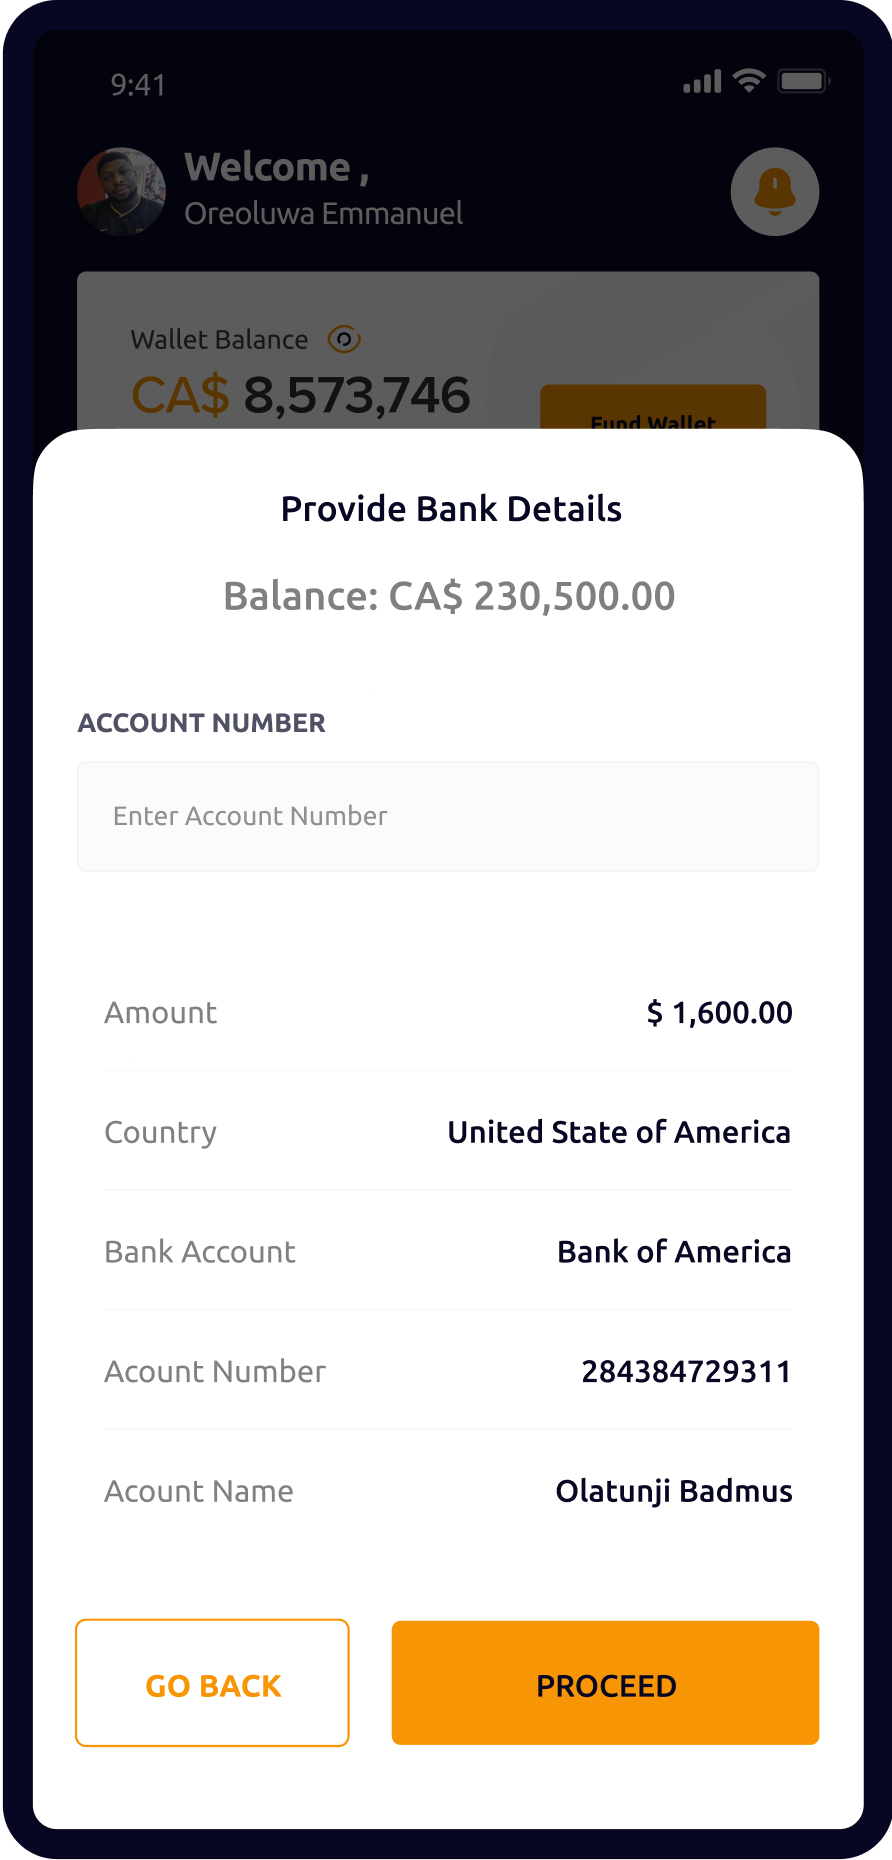 9:41
Welcome ,
Oreoluwa Emmanuel
Wallet Balance
CA$ 8,573,746
Fund Wallet
Provide Bank Details
Balance: CA$ 230,500.00
ACCOUNT NUMBER
Enter Account Number
Amount $ 1,600.00
Country United State of America
Bank Account Bank of America
Acount Number 284384729311
Acount Name Olatunji Badmus
GO BACK PROCEED